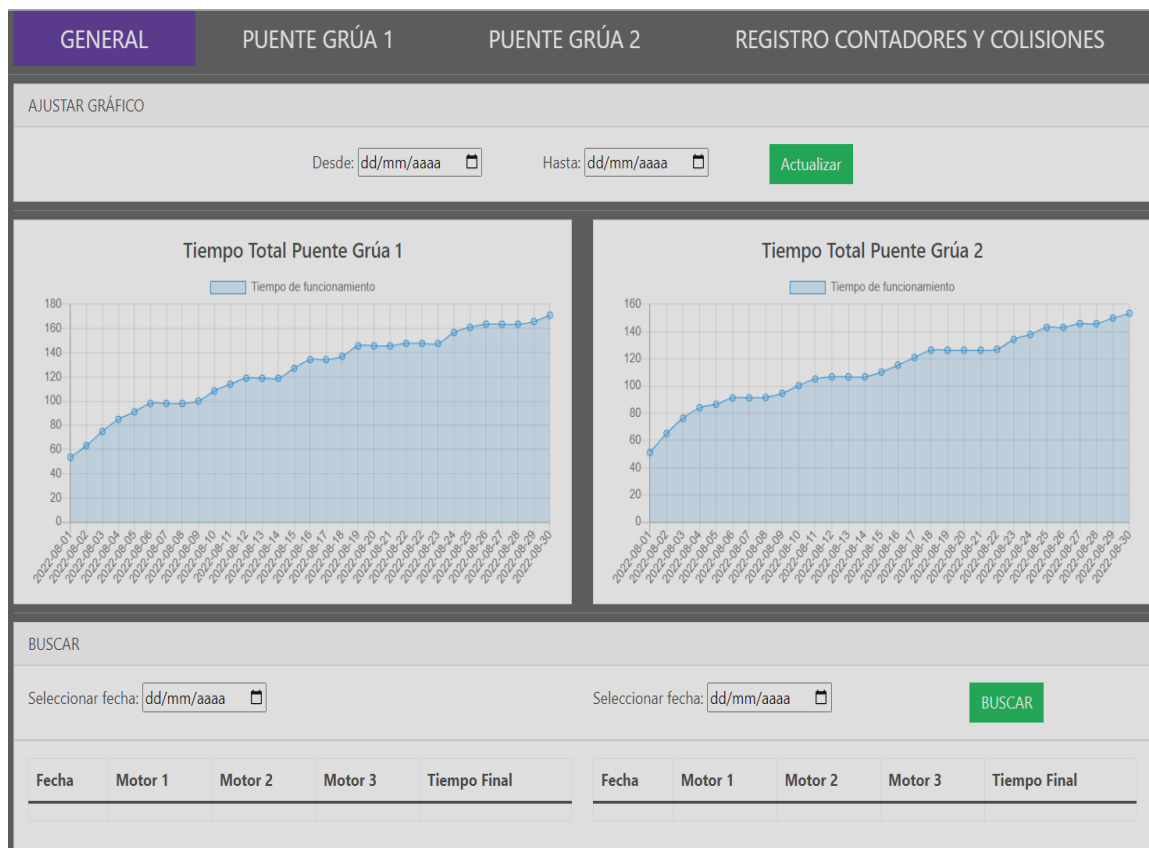 GENERAL PUENTE GRÚA 1 PUENTE GRÚA 2 REGISTRO CONTADORES Y COLISIONES
AJUSTAR GRÁFICO
Desde: dd/mm/aaaa Hasta: dd/mm/aaaa Actualizar
Tiempo Total Puente Grúa 1
Tiempo de funcionamiento
180
160
140
120
100
80
60
40
20
0
2022-08-01 2022-08-02 2022-08-03 2022-08-04 2022-08-05 2022-08-06 2022-08-07 2022-08-08 2022-08-09 2022-08-10 2022-08-11 2022-08-12 2022-08-13 2022-08-14 2022-08-15 2022-08-16 2022-08-17 2022-08-18 2022-08-19 2022-08-20 2022-08-21 2022-08-22 2022-08-22 2022-08-23 2022-08-24 2022-08-25 2022-08-26 2022-08-27 2022-08-28 2022-08-29 2022-08-30
Tiempo Total Puente Grúa 2
Tiempo de funcionamiento
160
140
120
100
80
60
40
20
0
2022-08-01 2022-08-02 2022-08-03 2022-08-04 2022-08-05 2022-08-06 2022-08-07 2022-08-08 2022-08-09 2022-08-10 2022-08-11 2022-08-12 2022-08-13 2022-08-14 2022-08-15 2022-08-16 2022-08-17 2022-08-18 2022-08-19 2022-08-20 2022-08-21 2022-08-22 2022-08-23 2022-08-24 2022-08-25 2022-08-26 2022-08-27 2022-08-28 2022-08-29 2022-08-30
BUSCAR
Seleccionar fecha: dd/mm/aaaa Seleccionar fecha: dd/mm/aaaa BUSCAR
Fecha Motor 1 Motor 2 Motor 3 Tiempo Final Fecha Motor 1 Motor 2 Motor 3 Tiempo Final